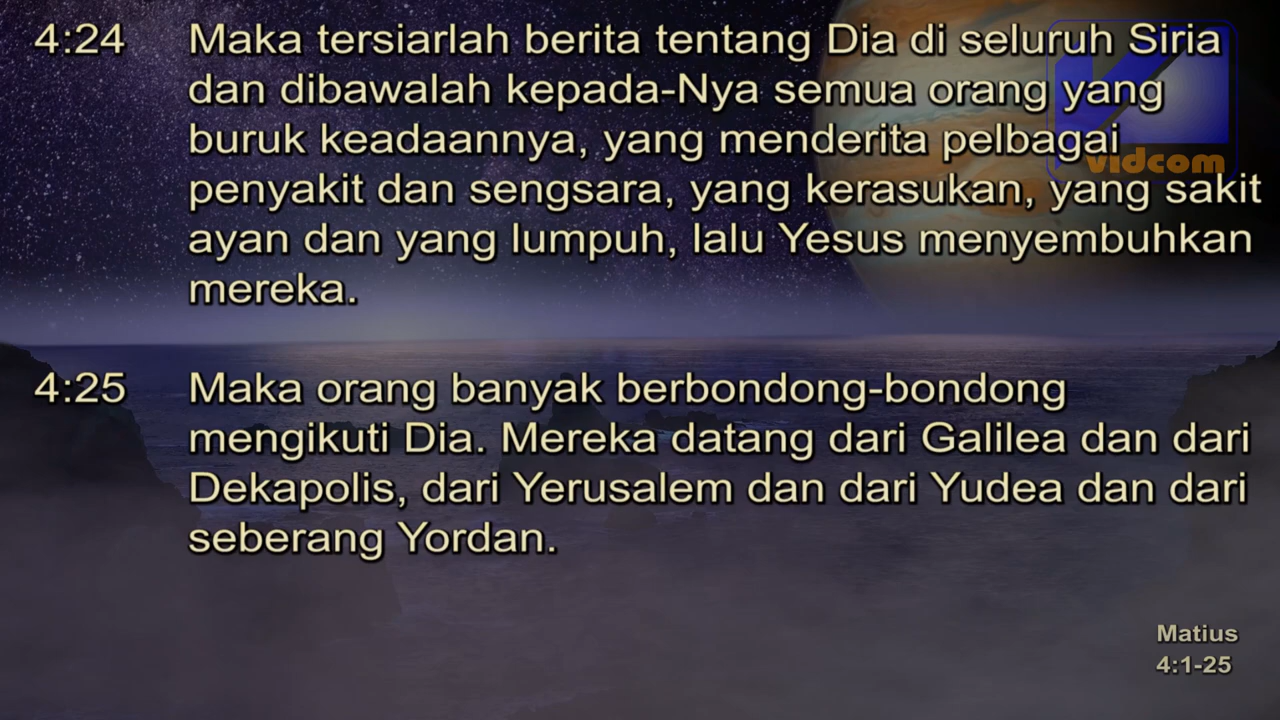 4:24 Maka tersiarlah berita tentang Dia di seluruh Siria
dan dibawalah kepada-Nya semua orang yang
buruk keadaannya, yang menderita pelbagai
penyakit dan sengsara, yang kerasukan, yang sakit
ayan dan yang lumpuh, lalu Yesus menyembuhkan
mereka.
4:25 Maka orang banyak berbondong-bondong
mengikuti Dia. Mereka datang dari Galilea dan dari
Dekapolis, dari Yerusalem dan dari Yudea dan dari
seberang Yordan.
vidcom
Matius
4:1-25